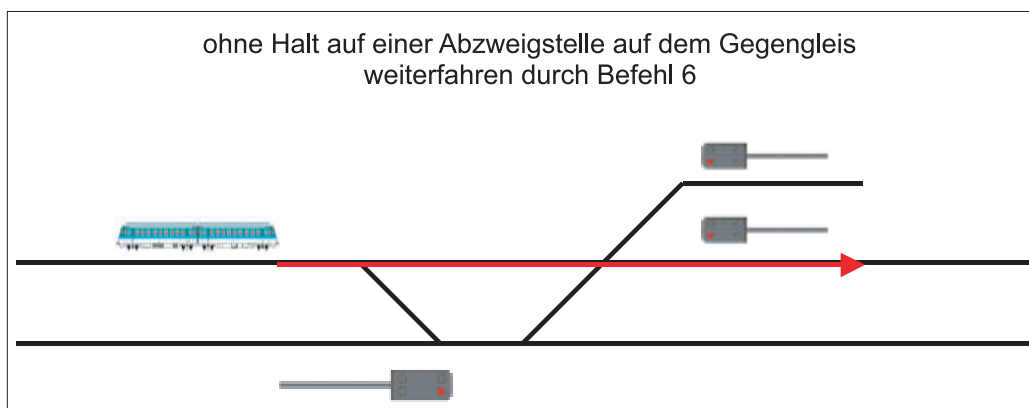 ohne Halt auf einer Abzweigstelle auf dem Gegengleis
weiterfahren durch Befehl 6